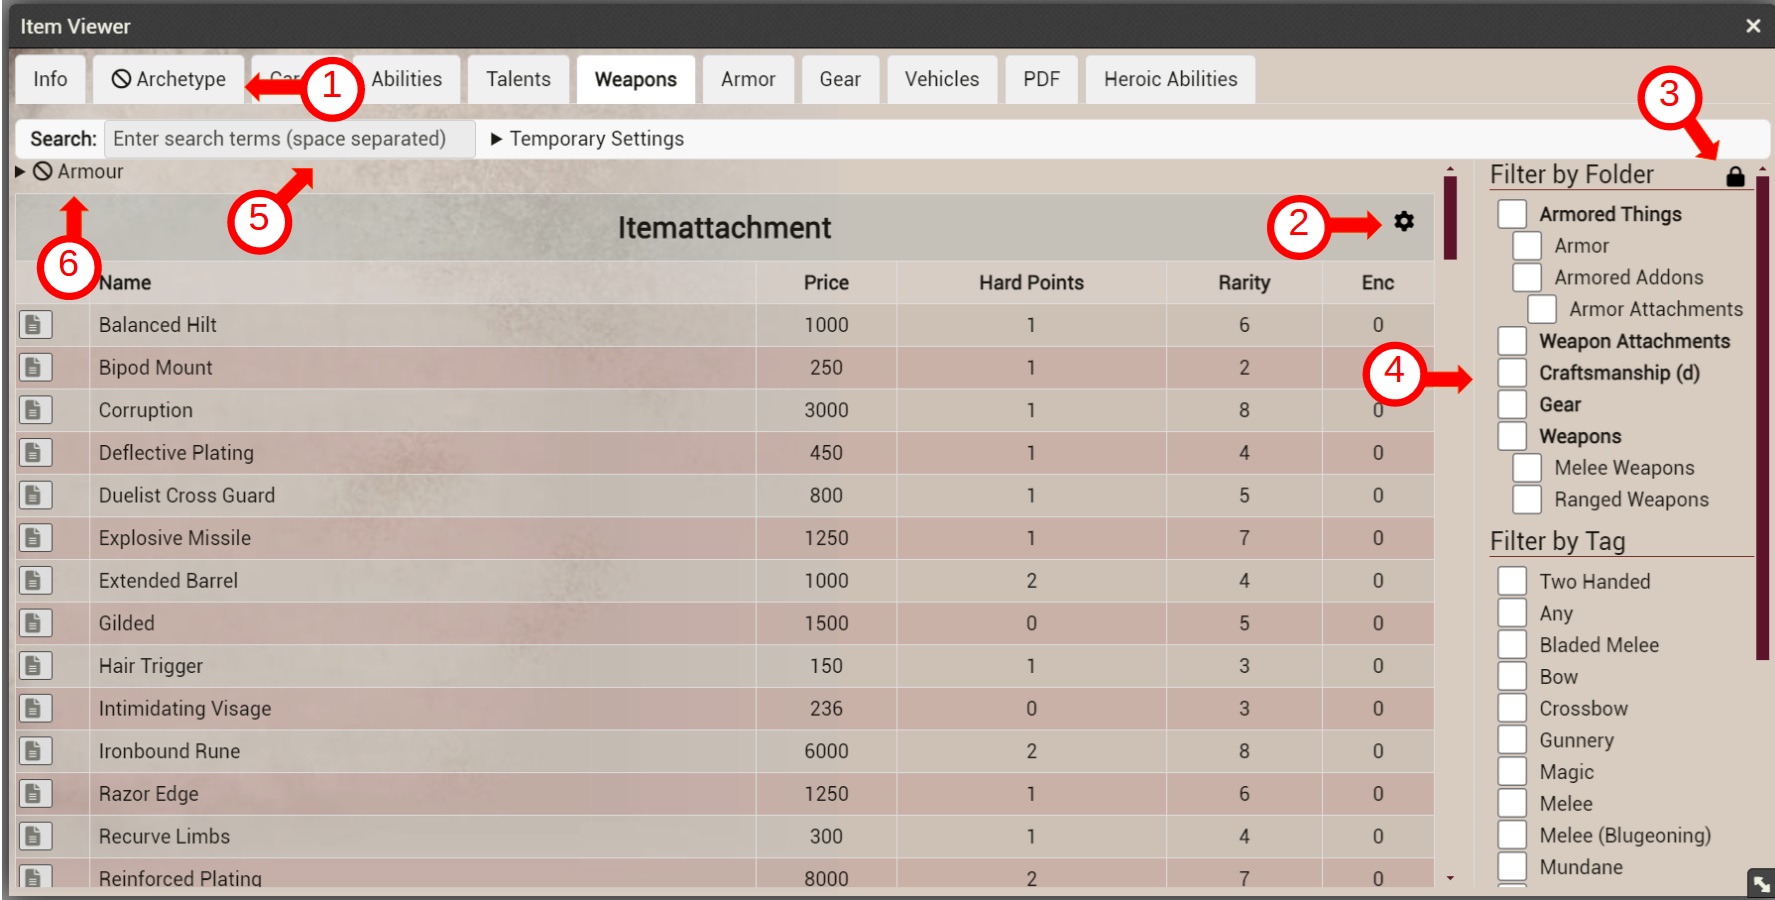 Item Viewer
Info Archetype 1 Abilities Talents Weapons Armor Gear Vehicles PDF Heroic Abilities
3
Search: Enter search terms (space separated) Temporary Settings
Armour
5
6
Itemattachment
2
Name Price Hard Points Rarity Enc
Balanced Hilt 1000 1 6 0
Bipod Mount 250 1 2
Corruption 3000 1 8 0
Deflective Plating 450 1 4 0
Duelist Cross Guard 800 1 5 0
Explosive Missile 1250 1 7 0
Extended Barrel 1000 2 4 0
Gilded 1500 0 5 0
Hair Trigger 150 1 3 0
Intimidating Visage 236 0 3 0
Ironbound Rune 6000 2 8 0
Razor Edge 1250 1 6 0
Recurve Limbs 300 1 4 0
Reinforced Plating 8000 2 7 0
Filter by Folder
Armored Things
Armor
Armored Addons
Armor Attachments
Weapon Attachments
4
Craftsmanship (d)
Gear
Weapons
Melee Weapons
Ranged Weapons
Filter by Tag
Two Handed
Any
Bladed Melee
Bow
Crossbow
Gunnery
Magic
Melee
Melee (Blugeoning)
Mundane